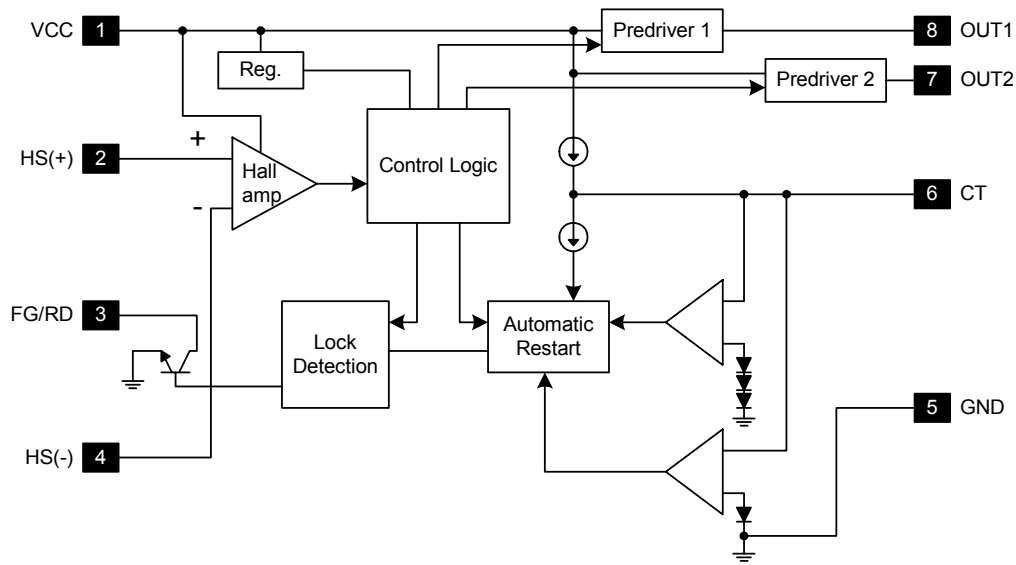 VCC 1
Predriver 1
8 OUT1
Reg.
Predriver 2
7 OUT2
+
HS(+) 2
Hall
amp
Control Logic
-
6 CT
FG/RD 3
Lock
Detection
Automatic
Restart
5 GND
HS(-) 4